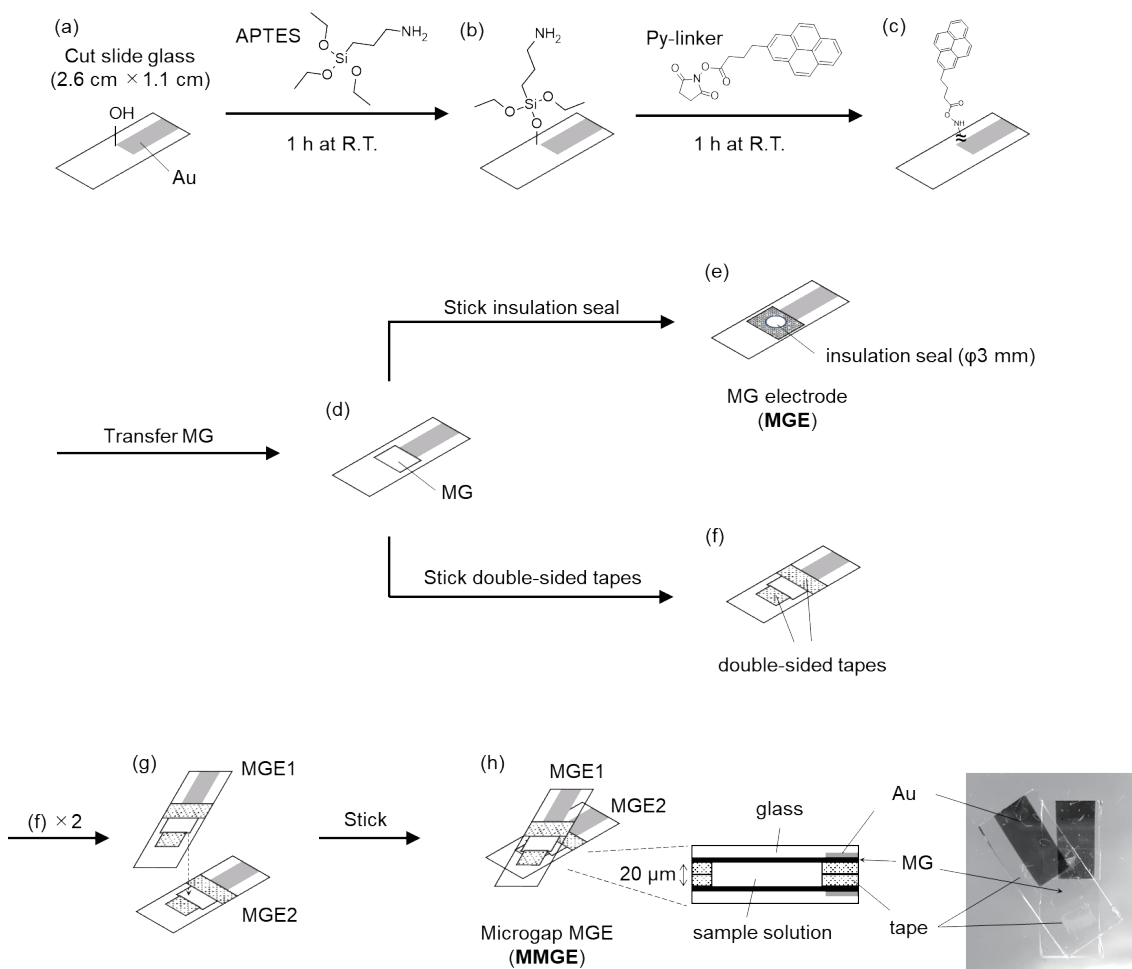 (a)
Cut slide glass
(2.6 cm ×1.1 cm)
OH
Au
APTES
NH2
O
Si
O
O
1 h at R.T.
(b)
NH2
O
Si
O
O
Py-linker
O
N
O
O
O
1 h at R.T.
(c)
O
O
NH
≈
Transfer MG
(d)
MG
Stick insulation seal
(e)
insulation seal (φ3 mm)
MG electrode
(MGE)
Stick double-sided tapes
(f)
double-sided tapes
(f) ×2
(g)
MGE1
MGE2
Stick
(h)
MGE1
MGE2
Microgap MGE
(MMGE)
glass
20 μm
sample solution
Au
MG
tape